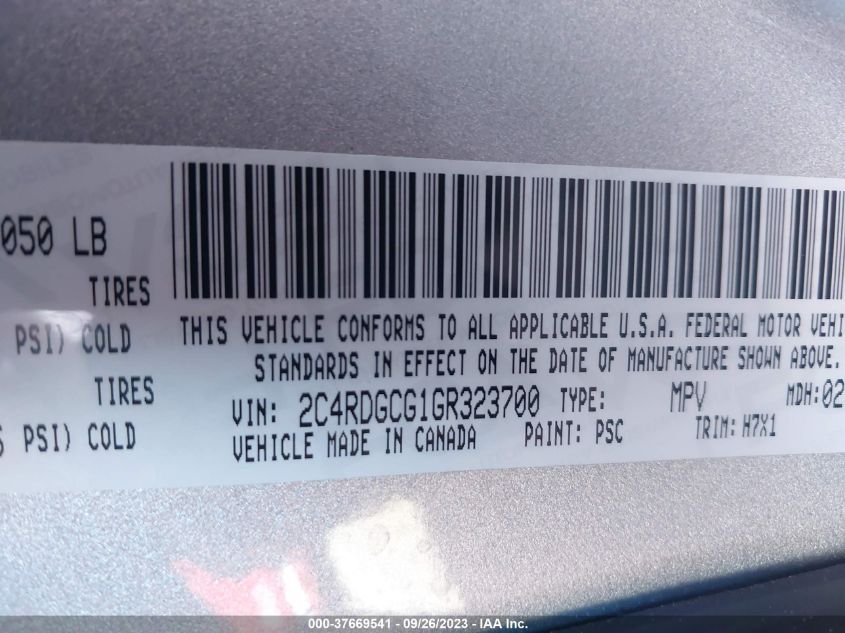 050 LB
TIRES
PSI) COLD
TIRES
PSI) COLD
THIS VEHICLE CONFORMS TO ALL APPLICABLE U.S.A. FEDERAL MOTOR VEHI
STANDARDS IN EFFECT ON THE DATE OF MANUFACTURE SHOWN ABOVE.
VIN: 2C4RDGCG1GR323700 TYPE: MPV MDH:02
VEHICLE MADE IN CANADA PAINT: PSC TRIM: H7X1
000-37669541 - 09/26/2023 - IAA Inc.